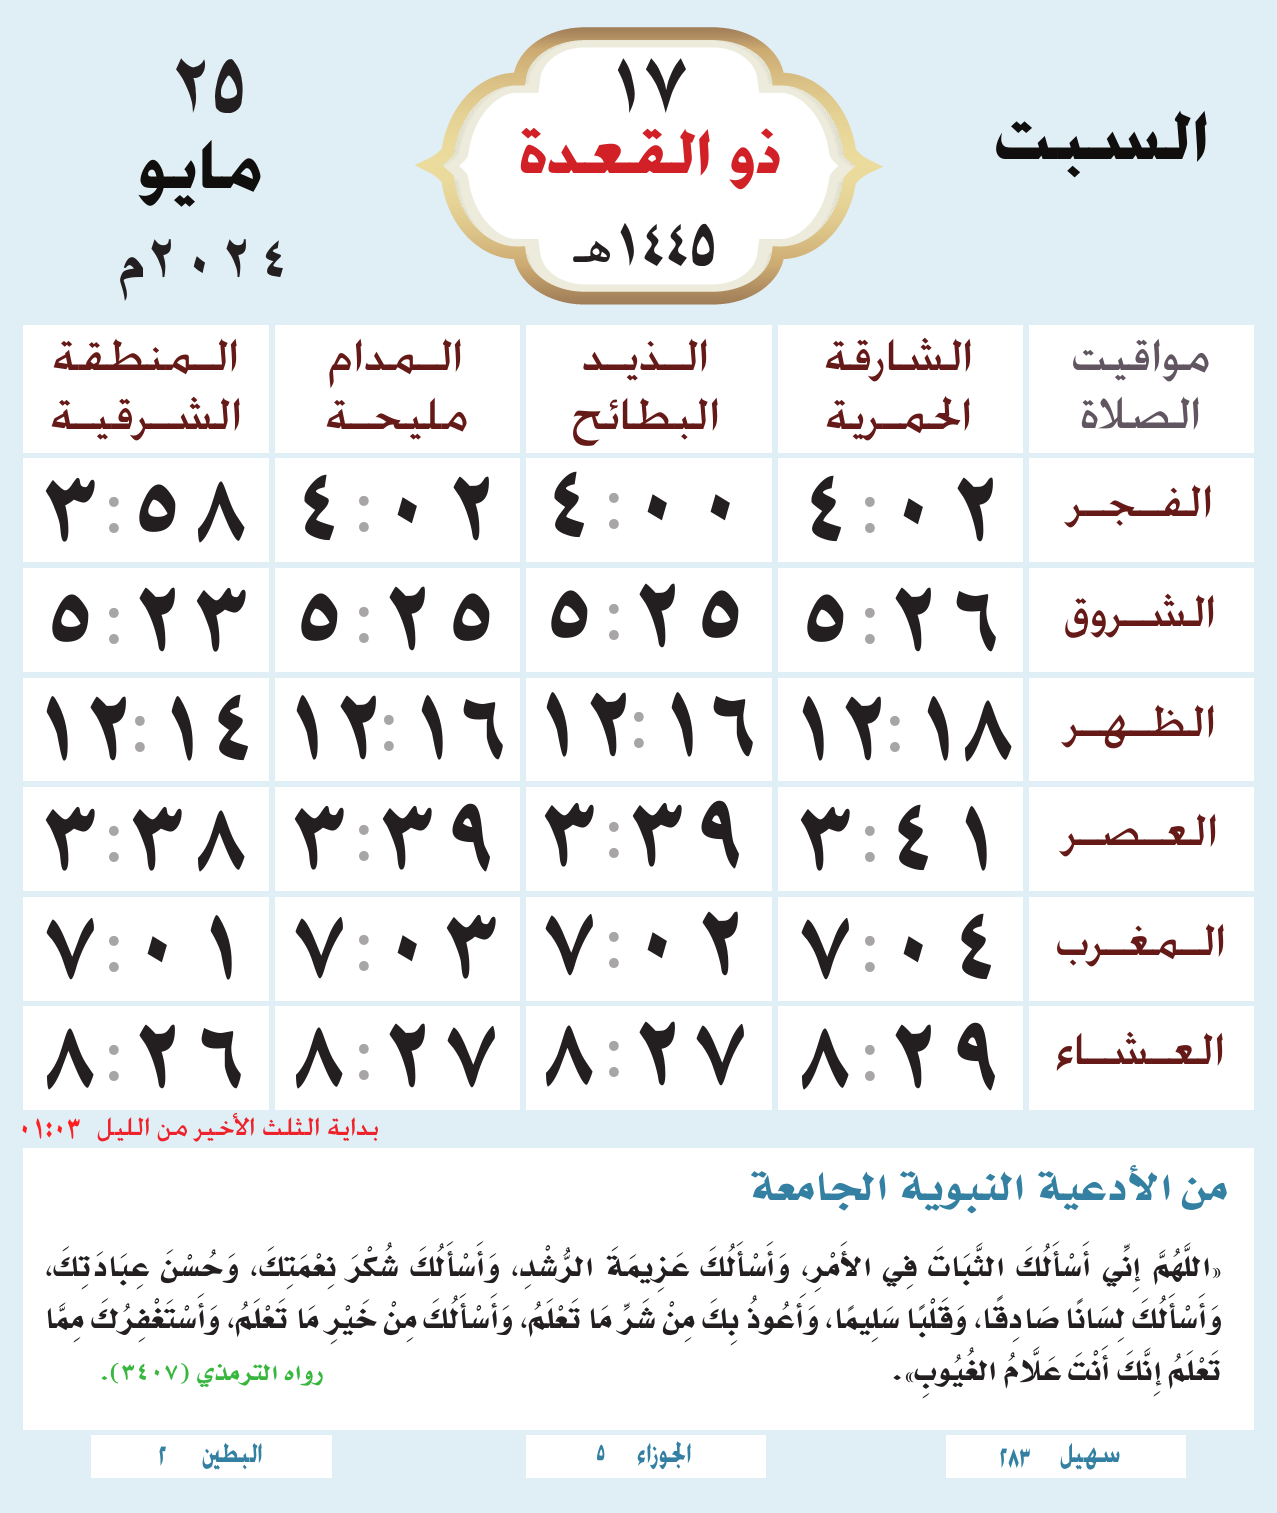 السبت
١٧
ذو القعدة
١٤٤٥هـ
٢٥
مايو
٢٠٢٤م
مواقيت الصلاة
الشارقة الحمرية
الذيد البطائح
المدام مليحة
المنطقة الشرقية
الفجر ٤:٠٢ ٤:٠٠ ٤:٠٢ ٣:٥٨
الشروق ٥:٢٦ ٥:٢٥ ٥:٢٥ ٥:٢٣
الظهر ١٢:١٨ ١٢:١٦ ١٢:١٦ ١٢:١٤
العصر ٣:٤١ ٣:٣٩ ٣:٣٩ ٣:٣٨
المغرب ٧:٠٤ ٧:٠٢ ٧:٠٣ ٧:٠١
العشاء ٨:٢٩ ٨:٢٧ ٨:٢٧ ٨:٢٦
بداية الثلث الأخير من الليل ٠١:٠٣
من الأدعية النبوية الجامعة
«اللَّهُمَّ إِنِّي أَسْأَلُكَ الثَّبَاتَ فِي الأَمْرِ، وَأَسْأَلُكَ عَزِيمَةَ الرُّشْدِ، وَأَسْأَلُكَ شُكْرَ نِعْمَتِكَ، وَحُسْنَ عِبَادَتِكَ،
وَأَسْأَلُكَ لِسَانًا صَادِقًا، وَقَلْبًا سَلِيمًا، وَأَعُوذُ بِكَ مِنْ شَرِّ مَا تَعْلَمُ، وَأَسْأَلُكَ مِنْ خَيْرِ مَا تَعْلَمُ، وَأَسْتَغْفِرُكَ مِمَّا
تَعْلَمُ إِنَّكَ أَنْتَ عَلَّامُ الغُيُوبِ». رواه الترمذي (٣٤٠٧).
سهيل ٢٨٣
الجوزاء ٥
البطين ٢